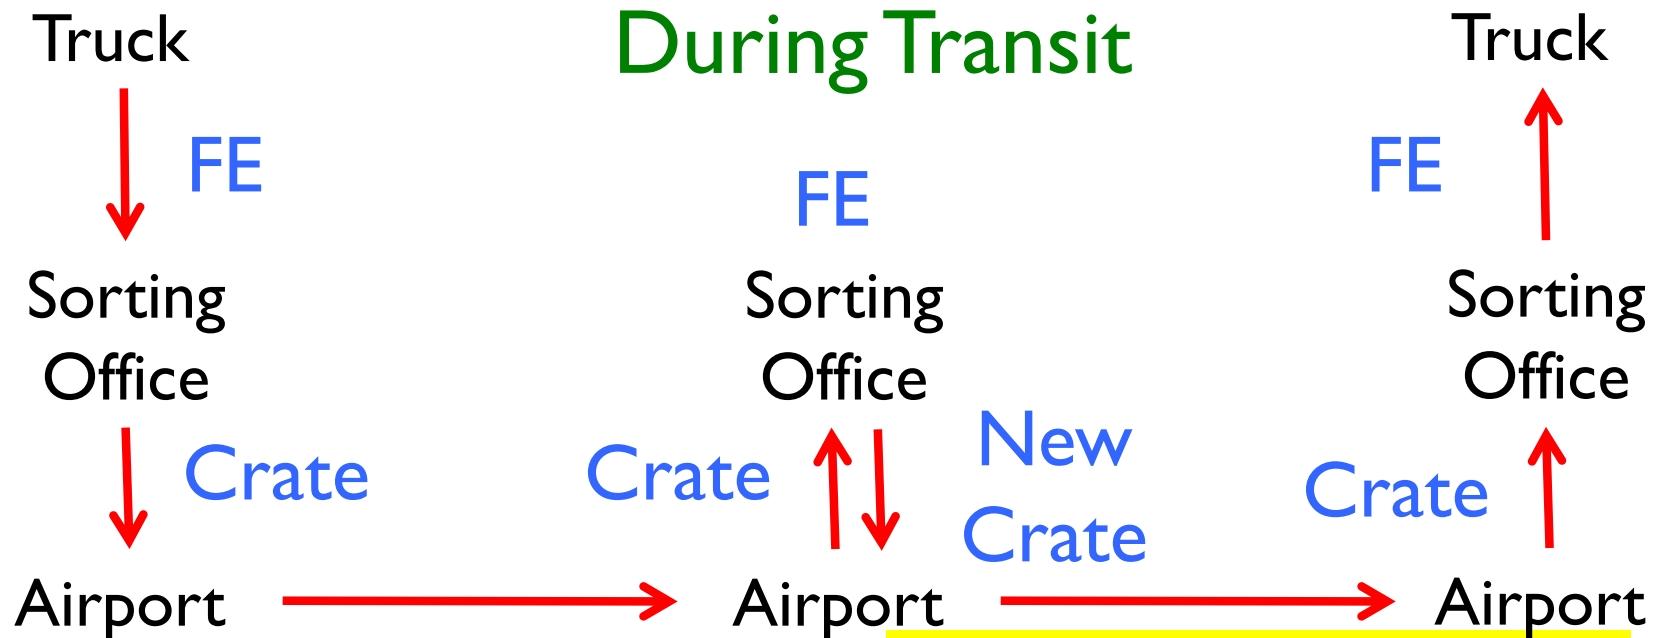 Truck
During Transit
Truck
FE
FE
FE
Sorting
Office
Sorting
Office
Sorting
Office
Crate
Crate
New
Crate
Crate
Airport
Airport
Airport